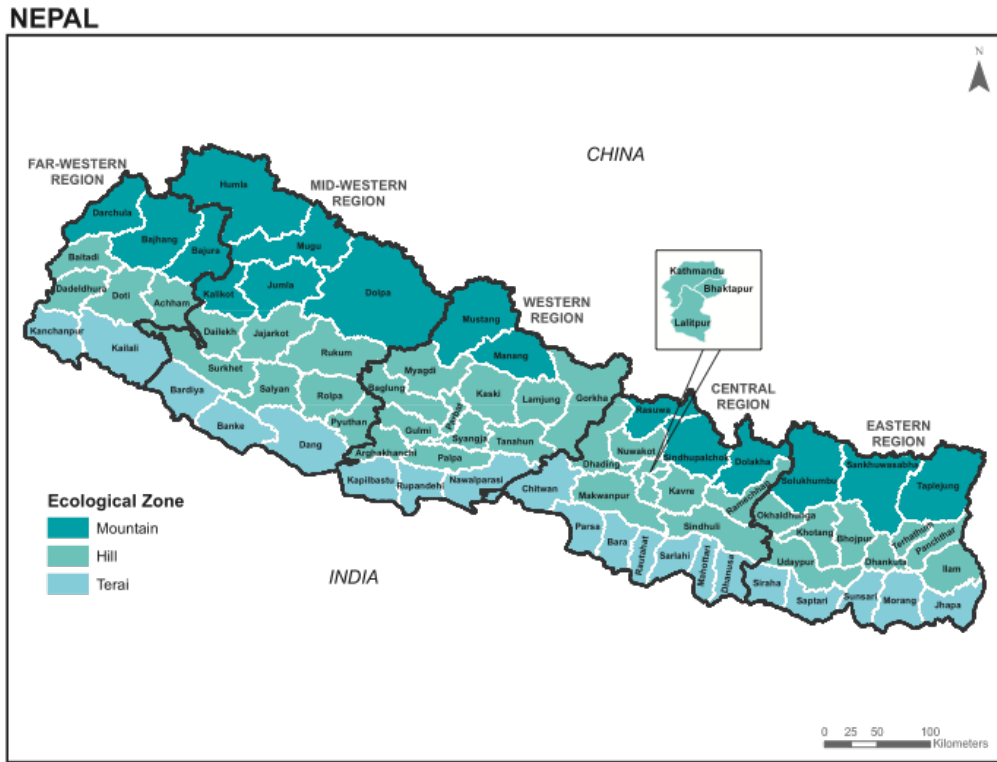 NEPAL
N
CHINA
FAR-WESTERN
REGION
MID-WESTERN
REGION
WESTERN
REGION
CENTRAL
REGION
EASTERN
REGION
Humla
Darchula
Bajhang
Bajura
Mugu
Baitadi
Dadeldhura
Doti
Achham
Kalikot
Jumla
Dolpa
Kanchanpur
Kailali
Dailekh
Jajarkot
Rukum
Surkhet
Salyan
Rolpa
Bardiya
Banke
Dang
Pyuthan
Mustang
Manang
Myagdi
Baglung
Kaski
Lamjung
Gorkha
Parbat
Gulmi
Syangja
Tanahun
Arghakhanchi
Palpa
Kapilbastu
Rupandehi
Nawalparasi
Kathmandu
Bhaktapur
Lalitpur
Rasuwa
Nuwakot
Sindhupalchok
Dolakha
Dhading
Chitwan
Makwanpur
Kavre
Ramechhap
Sindhuli
Parsa
Bara
Rautahat
Sarlahi
Mahottari
Dhanusa
Solukhumbu
Sankhuwasabha
Taplejung
Okhaldhunga
Khotang
Bhojpur
Terhathum
Panchthar
Udaypur
Dhankuta
Ilam
Siraha
Saptari
Sunsari
Morang
Jhapa
Ecological Zone
Mountain
Hill
Terai
INDIA
0 25 50 100
Kilometers